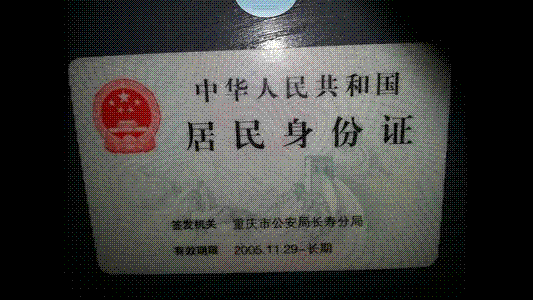 中华人民共和国
居民身份证
签发机关 重庆市公安局长寿分局
有效期限 2005.11.29-长期